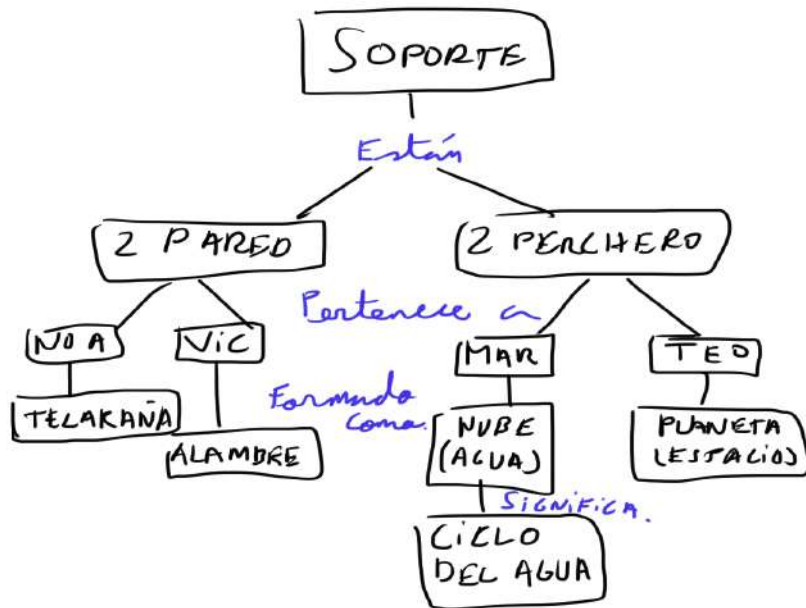 SOPORTE
Están
2 PARED
2 PERCHERO
Pertenece a
NOA
VIC
MAR
TEO
TELARAÑA
ALAMBRE
Formado
como.
NUBE
(AGUA)
PLANETA
(ESTACIO)
SIGNIFICA.
CICLO
DEL AGUA